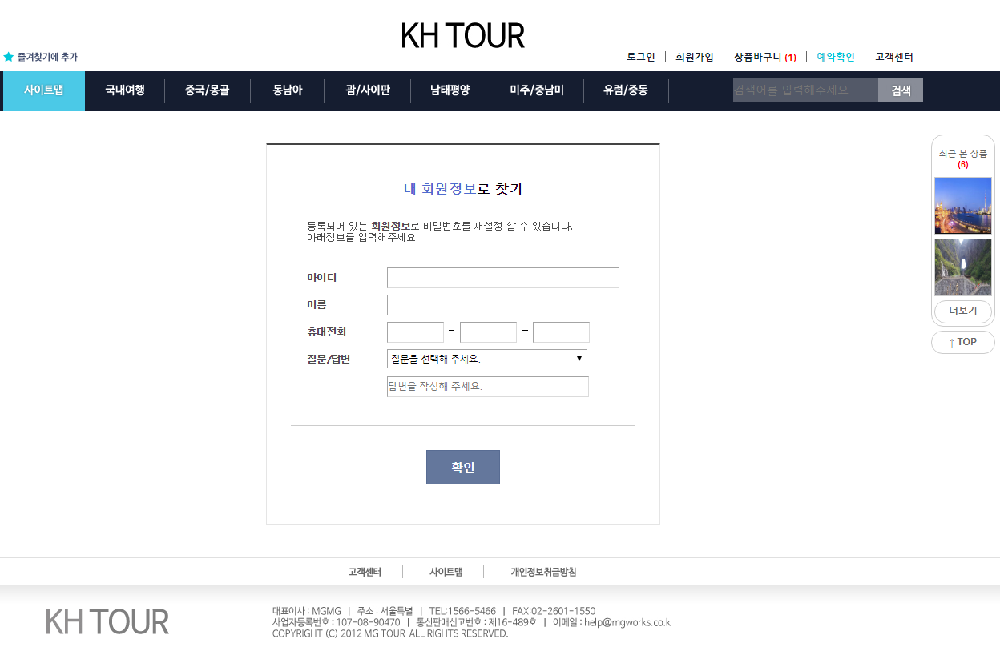 KH TOUR
즐겨찾기에 추가
로그인 | 회원가입 | 상품바구니 (1) | 예약확인 | 고객센터
사이트맵 국내여행 중국/몽골 동남아 괌/사이판 남태평양 미주/중남미 유럽/중동 검색어를 입력해주세요. 검색
최근 본 상품
(6)
더보기
↑ TOP
내 회원정보로 찾기
등록되어 있는 회원정보로 비밀번호를 재설정 할 수 있습니다.
아래정보를 입력해주세요.
아이디
이름
휴대전화 – –
질문/답변 질문을 선택해 주세요. ▼
답변을 작성해 주세요.
확인
고객센터 | 사이트맵 | 개인정보취급방침
KH TOUR
대표이사 : MGMG | 주소 : 서울특별 | TEL:1566-5466 | FAX:02-2601-1550
사업자등록번호 : 107-08-90470 | 통신판매신고번호 : 제16-489호 | 이메일 : help@mgworks.co.k
COPYRIGHT (C) 2012 MG TOUR ALL RIGHTS RESERVED.